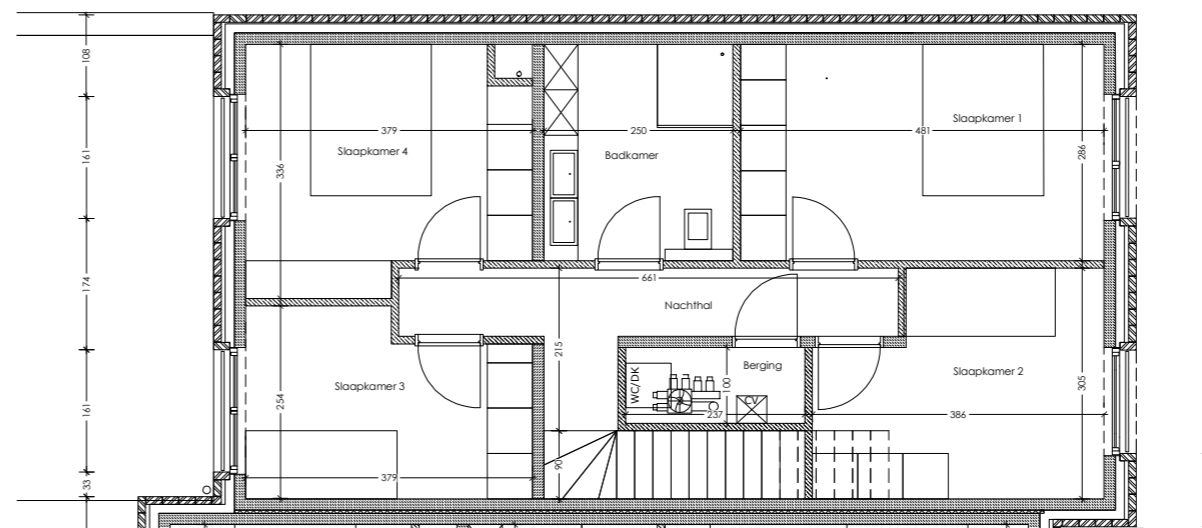 108
379
250
481
Slaapkamer 1
Slaapkamer 4
Badkamer
286
161
336
661
174
Nachthal
215
Berging
WC/DK
100
CV
Slaapkamer 3
Slaapkamer 2
305
254
237
386
161
90
379
33